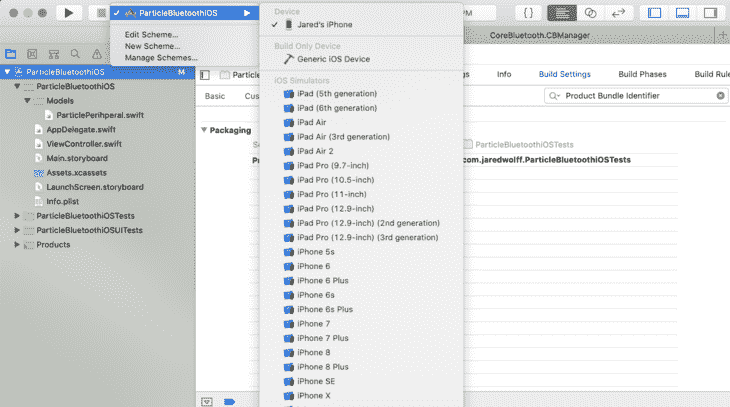 ParticleBluetoothiOS
PM
Edit Scheme...
New Scheme...
Manage Schemes...
Device
Jared's iPhone
Build Only Device
Generic iOS Device
iOS Simulators
iPad (5th generation)
iPad (6th generation)
iPad Air
iPad Air (3rd generation)
iPad Air 2
iPad Pro (9.7-inch)
iPad Pro (10.5-inch)
iPad Pro (11-inch)
iPad Pro (12.9-inch)
iPad Pro (12.9-inch) (2nd generation)
iPad Pro (12.9-inch) (3rd generation)
iPhone 5s
iPhone 6
iPhone 6 Plus
iPhone 6s
iPhone 6s Plus
iPhone 7
iPhone 7 Plus
iPhone 8
iPhone 8 Plus
iPhone SE
iPhone X
CoreBluetooth.CBManager
ParticleBluetoothiOS M
ParticleBluetoothiOS
Models
ParticlePerihperal.swift
AppDelegate.swift
ViewController.swift
Main.storyboard
Assets.xcassets
LaunchScreen.storyboard
Info.plist
ParticleBluetoothiOSTests
ParticleBluetoothiOSUITests
Products
Info Build Settings Build Phases Build Rule
Basic
Product Bundle Identifier
Packaging
ParticleBluetoothiOSTests
com.jaredwolff.ParticleBluetoothiOSTests